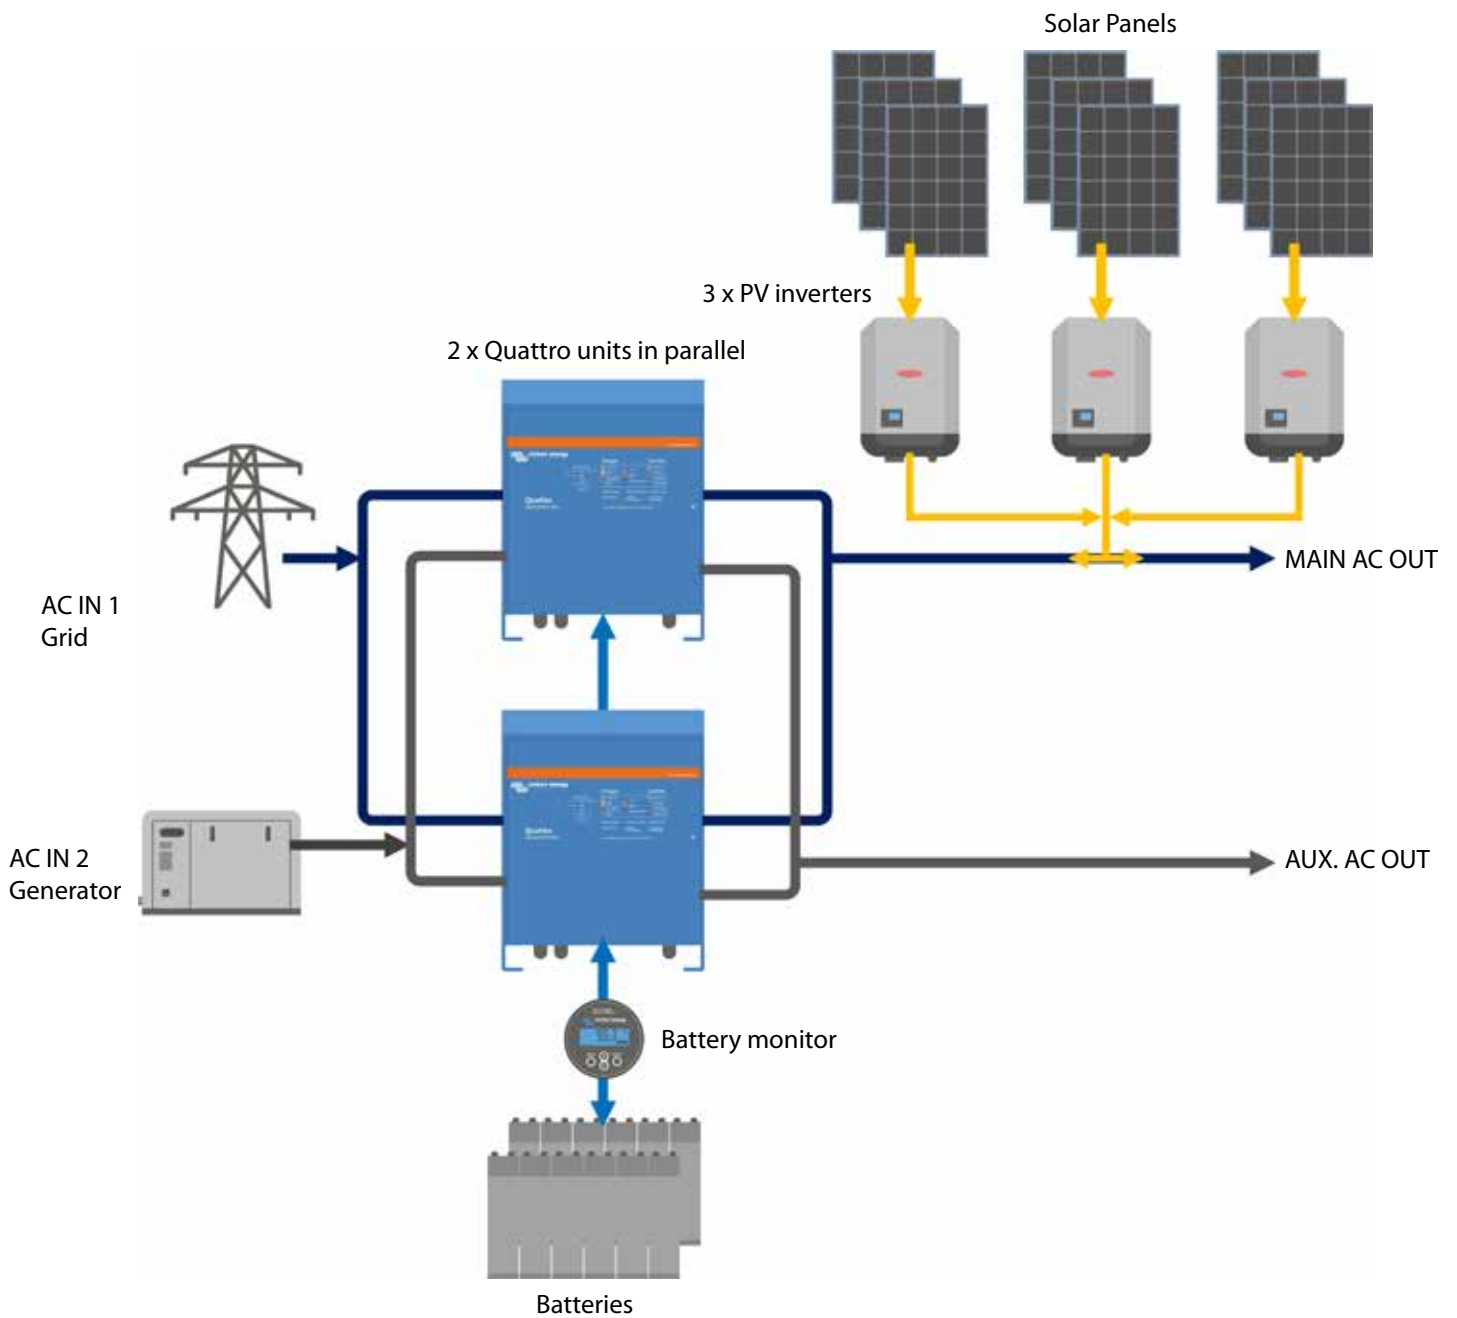 Solar Panels
3 x PV inverters
2 x Quattro units in parallel
MAIN AC OUT
AC IN 1
Grid
AC IN 2
Generator
AUX. AC OUT
Battery monitor
Batteries